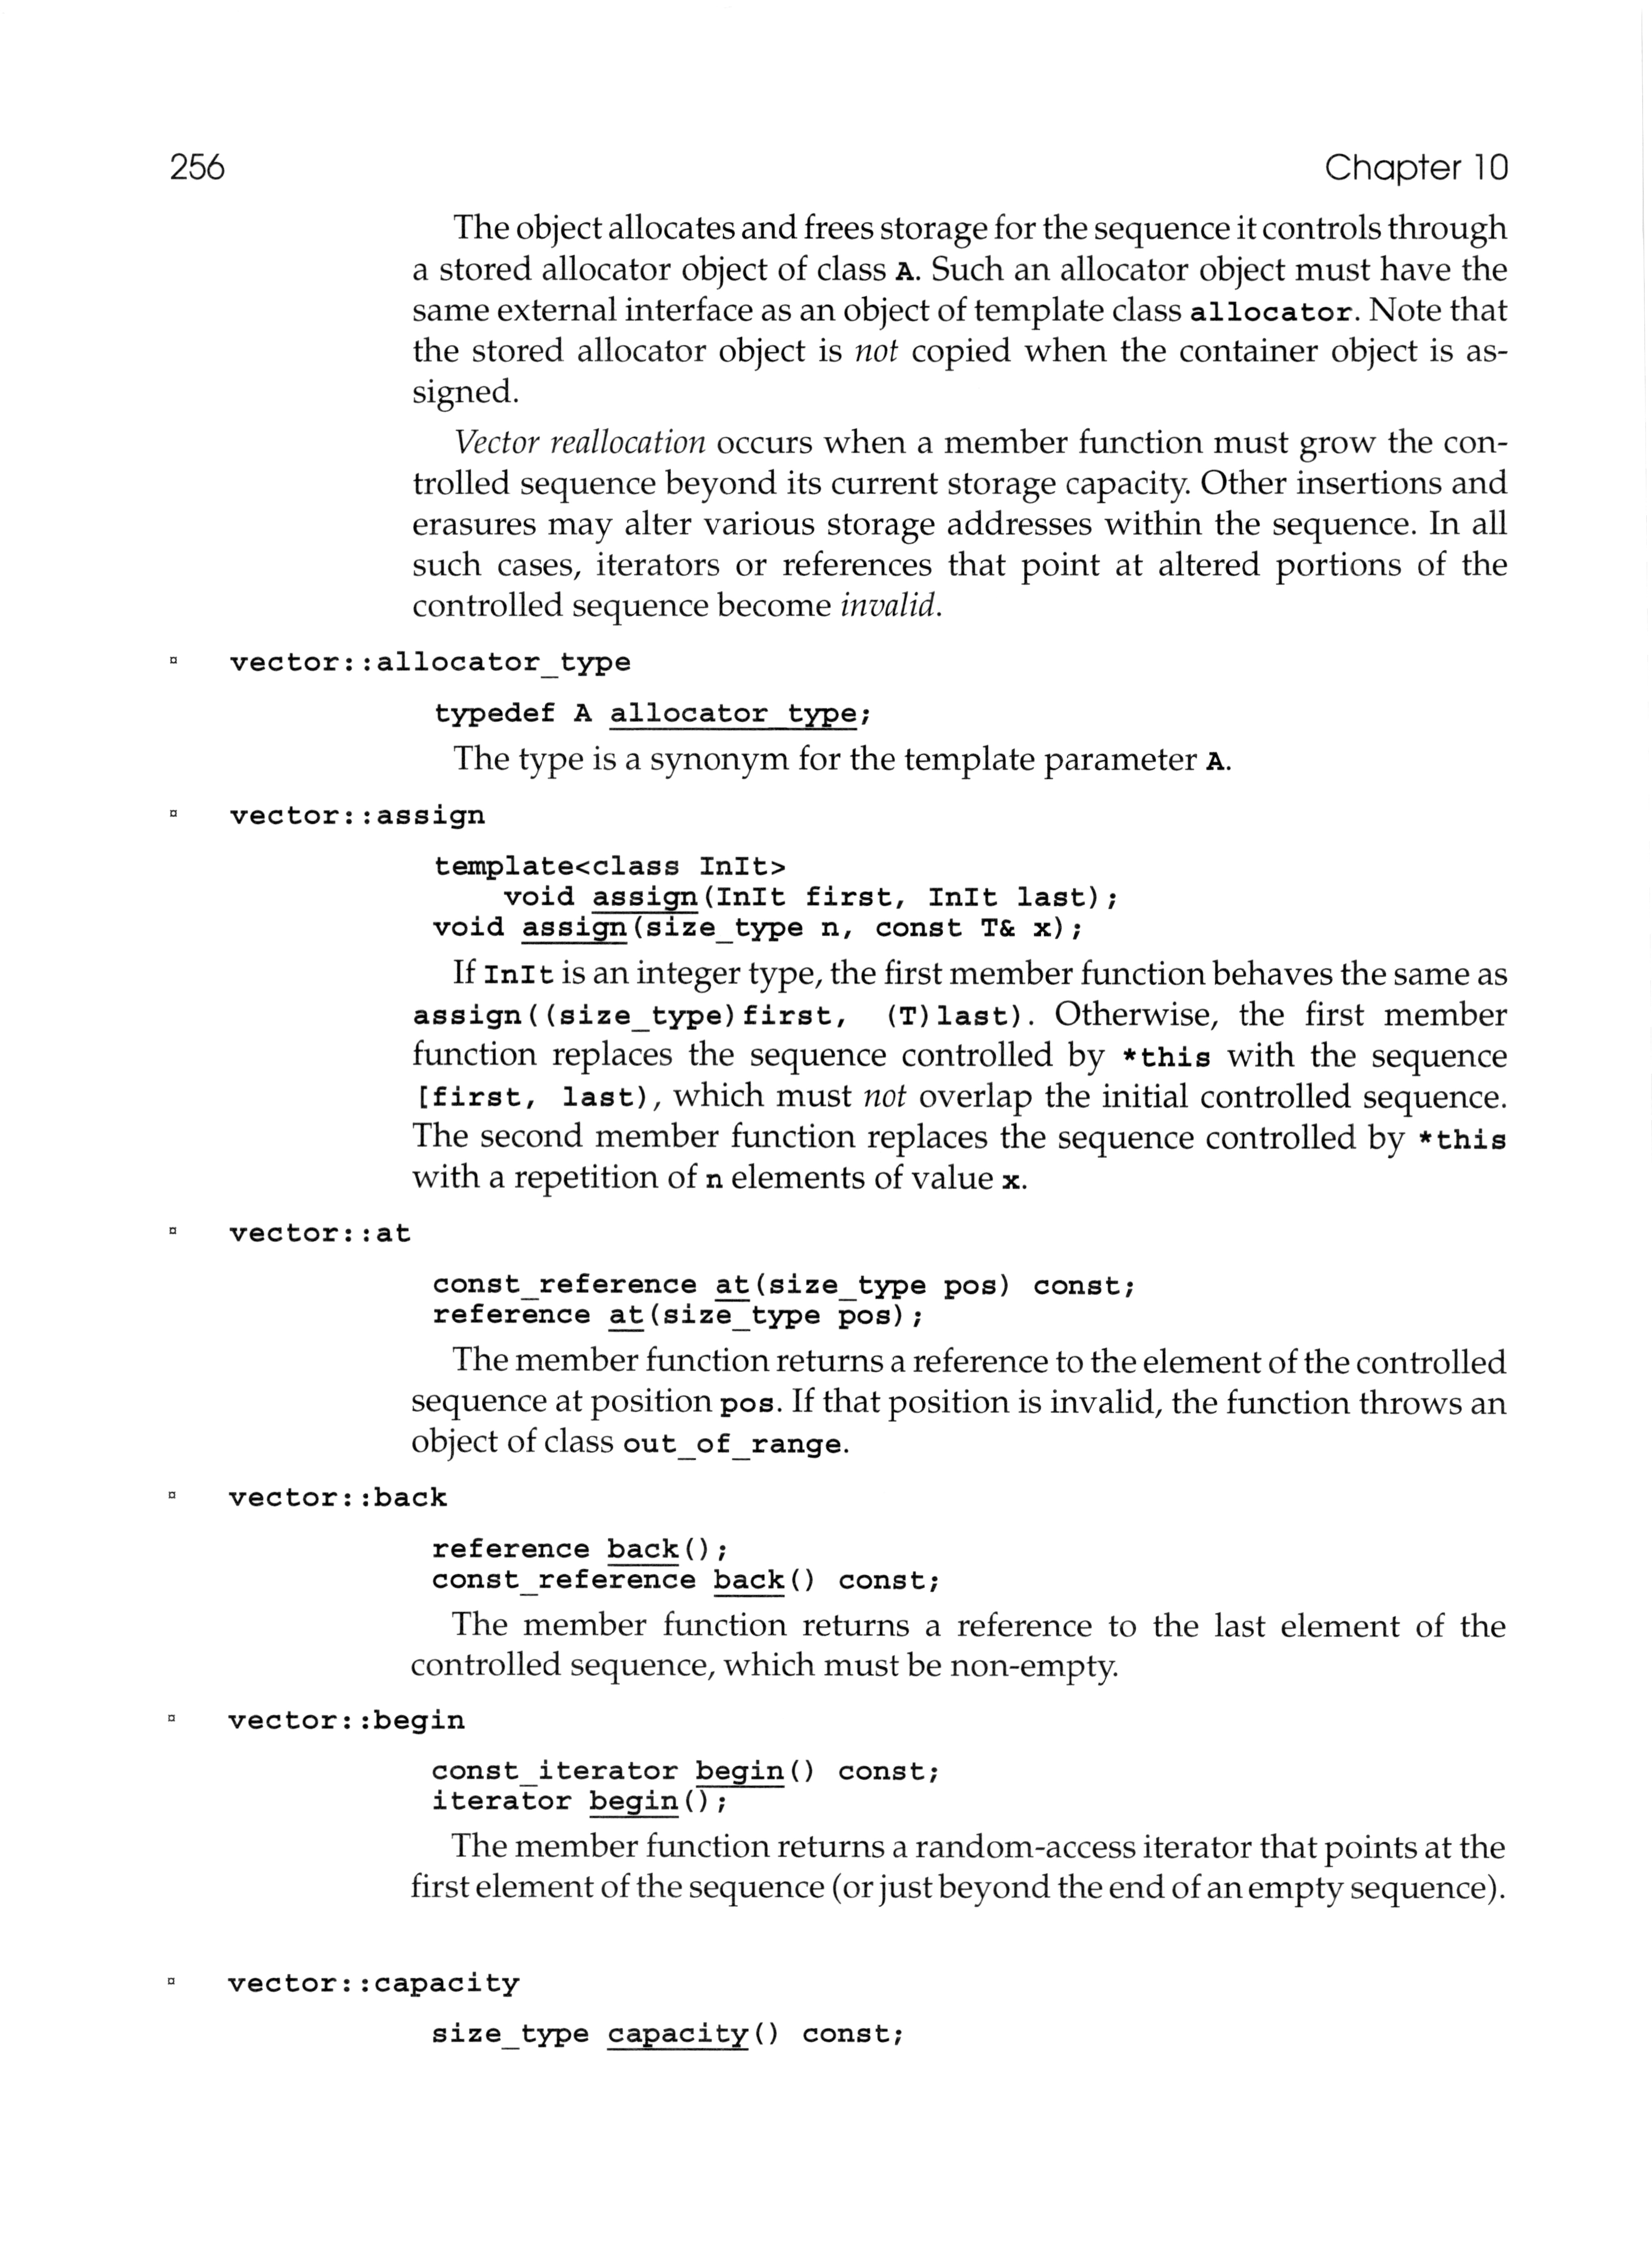 256 Chapter 10
The object allocates and frees storage for the sequence it controls through
a stored allocator object of class A. Such an allocator object must have the
same external interface as an object of template class allocator. Note that
the stored allocator object is not copied when the container object is as-
signed.
Vector reallocation occurs when a member function must grow the con-
trolled sequence beyond its current storage capacity. Other insertions and
erasures may alter various storage addresses within the sequence. In all
such cases, iterators or references that point at altered portions of the
controlled sequence become invalid.
¤ vector::allocator_type
typedef A allocator_type;
The type is a synonym for the template parameter A.
¤ vector::assign
template<class InIt>
void assign(InIt first, InIt last);
void assign(size_type n, const T& x);
If InIt is an integer type, the first member function behaves the same as
assign((size_type)first, (T)last). Otherwise, the first member
function replaces the sequence controlled by *this with the sequence
[first, last), which must not overlap the initial controlled sequence.
The second member function replaces the sequence controlled by *this
with a repetition of n elements of value x.
¤ vector::at
const_reference at(size_type pos) const;
reference at(size_type pos);
The member function returns a reference to the element of the controlled
sequence at position pos. If that position is invalid, the function throws an
object of class out_of_range.
¤ vector::back
reference back();
const_reference back() const;
The member function returns a reference to the last element of the
controlled sequence, which must be non-empty.
¤ vector::begin
const_iterator begin() const;
iterator begin();
The member function returns a random-access iterator that points at the
first element of the sequence (or just beyond the end of an empty sequence).
¤ vector::capacity
size_type capacity() const;